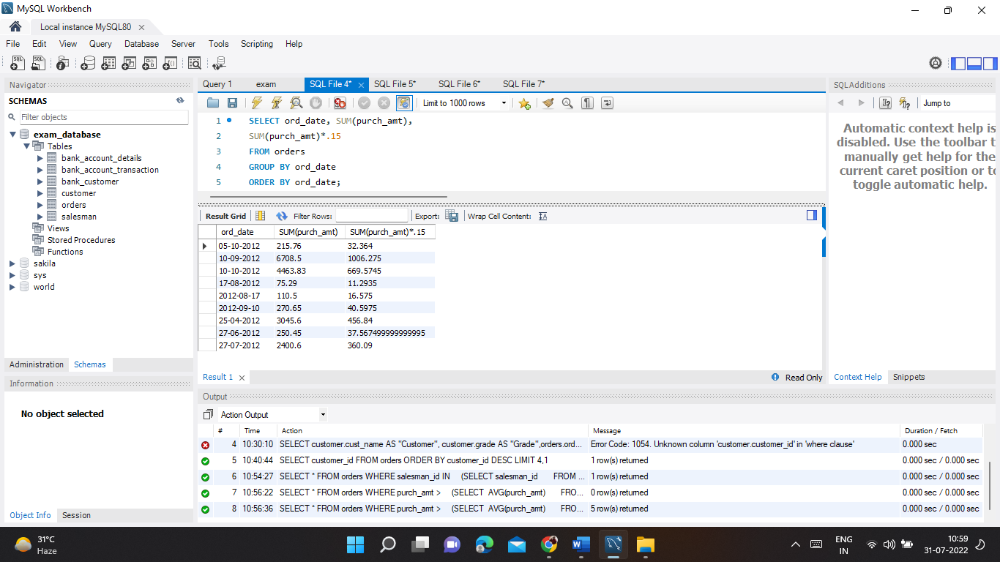 MySQL Workbench
Local instance MySQL80
File Edit View Query Database Server Tools Scripting Help
Navigator
SCHEMAS
Filter objects
exam_database
Tables
bank_account_details
bank_account_transaction
bank_customer
customer
orders
salesman
Views
Stored Procedures
Functions
sakila
sys
world
Administration Schemas
Information
No object selected
Object Info Session
Query 1 exam SQL File 4* SQL File 5* SQL File 6* SQL File 7*
Limit to 1000 rows
1 SELECT ord_date, SUM(purch_amt),
2 SUM(purch_amt)*.15
3 FROM orders
4 GROUP BY ord_date
5 ORDER BY ord_date;
Result Grid Filter Rows: Export: Wrap Cell Content:
ord_date SUM(purch_amt) SUM(purch_amt)*.15
05-10-2012 215.76 32.364
10-09-2012 6708.5 1006.275
10-10-2012 4463.83 669.5745
17-08-2012 75.29 11.2935
2012-08-17 110.5 16.575
2012-09-10 270.65 40.5975
25-04-2012 3045.6 456.84
27-06-2012 250.45 37.567499999999995
27-07-2012 2400.6 360.09
Result 1 Read Only
SQLAdditions
Jump to
Automatic context help is
disabled. Use the toolbar t
manually get help for the
current caret position or to
toggle automatic help.
Context Help Snippets
Output
Action Output
# Time Action Message Duration / Fetch
4 10:30:10 SELECT customer.cust_name AS "Customer", customer.grade AS "Grade",orders.ord... Error Code: 1054. Unknown column 'customer.customer_id' in 'where clause' 0.000 sec
5 10:40:44 SELECT customer_id FROM orders ORDER BY customer_id DESC LIMIT 4,1 1 row(s) returned 0.000 sec / 0.000 sec
6 10:54:27 SELECT * FROM orders WHERE salesman_id IN (SELECT salesman_id FROM ... 1 row(s) returned 0.000 sec / 0.000 sec
7 10:56:22 SELECT * FROM orders WHERE purch_amt > (SELECT AVG(purch_amt) FRO... 0 row(s) returned 0.000 sec / 0.000 sec
8 10:56:36 SELECT * FROM orders WHERE purch_amt > (SELECT AVG(purch_amt) FRO... 5 row(s) returned 0.000 sec / 0.000 sec
31°C
Haze
ENG
IN
10:59
31-07-2022